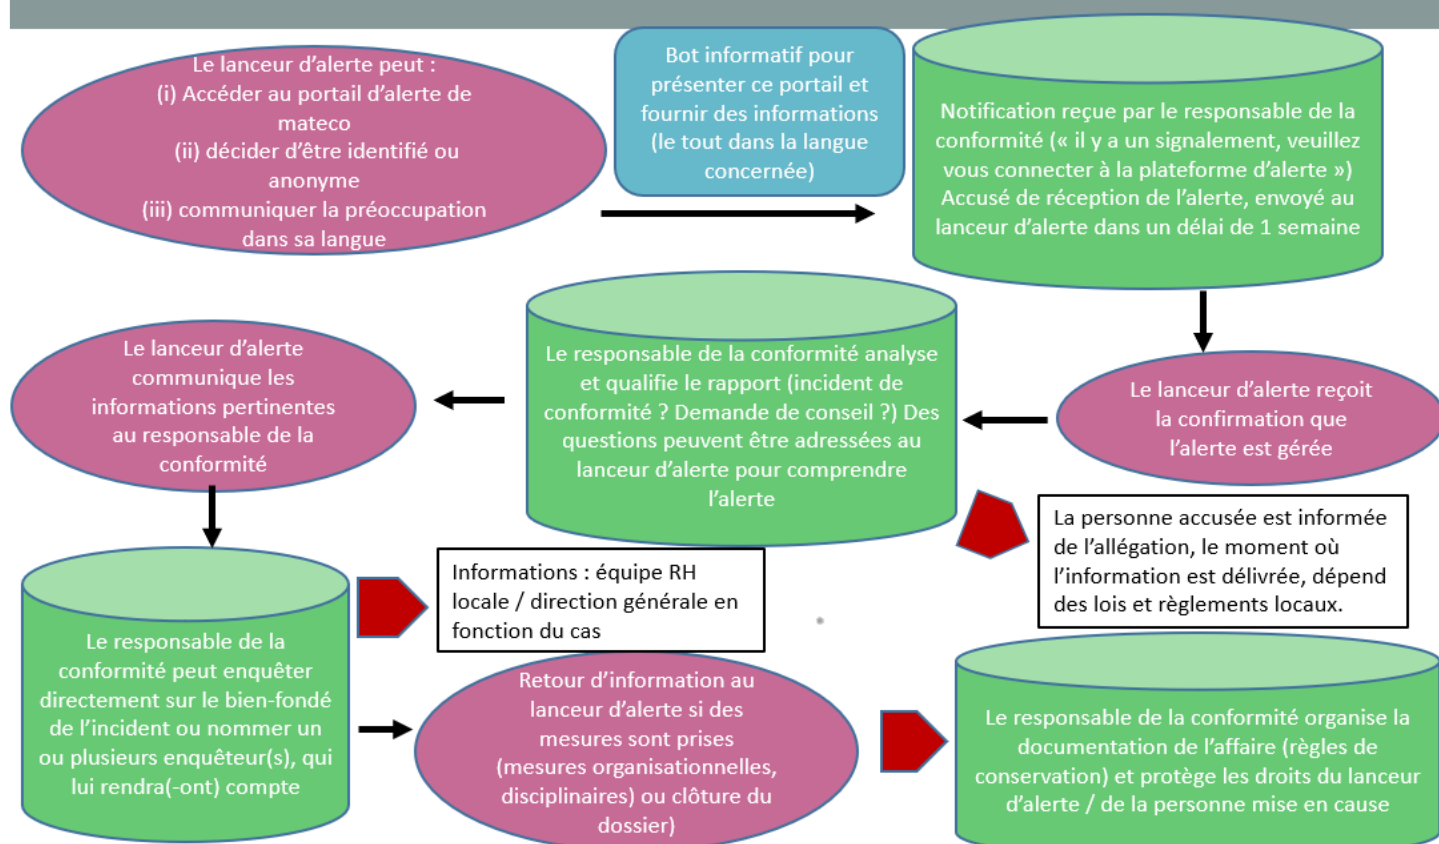 Le lanceur d'alerte peut :
(i) Accéder au portail d'alerte de
mateco
(ii) décider d'être identifié ou
anonyme
(iii) communiquer la préoccupation
dans sa langue
Bot informatif pour
présenter ce portail et
fournir des informations
(le tout dans la langue
concernée)
Notification reçue par le responsable de la
conformité (« il y a un signalement, veuillez
vous connecter à la plateforme d'alerte »)
Accusé de réception de l'alerte, envoyé au
lanceur d'alerte dans un délai de 1 semaine
Le lanceur d'alerte reçoit
la confirmation que
l'alerte est gérée
Le responsable de la conformité analyse
et qualifie le rapport (incident de
conformité ? Demande de conseil ?) Des
questions peuvent être adressées au
lanceur d'alerte pour comprendre
l'alerte
Le lanceur d'alerte
communique les
informations pertinentes
au responsable de la
conformité
La personne accusée est informée
de l'allégation, le moment où
l'information est délivrée, dépend
des lois et règlements locaux.
Le responsable de la
conformité peut enquêter
directement sur le bien-fondé
de l'incident ou nommer un
ou plusieurs enquêteur(s), qui
lui rendra(-ont) compte
Informations : équipe RH
locale / direction générale en
fonction du cas
Retour d'information au
lanceur d'alerte si des
mesures sont prises
(mesures organisationnelles,
disciplinaires) ou clôture du
dossier)
Le responsable de la conformité organise la
documentation de l'affaire (règles de
conservation) et protège les droits du lanceur
d'alerte / de la personne mise en cause